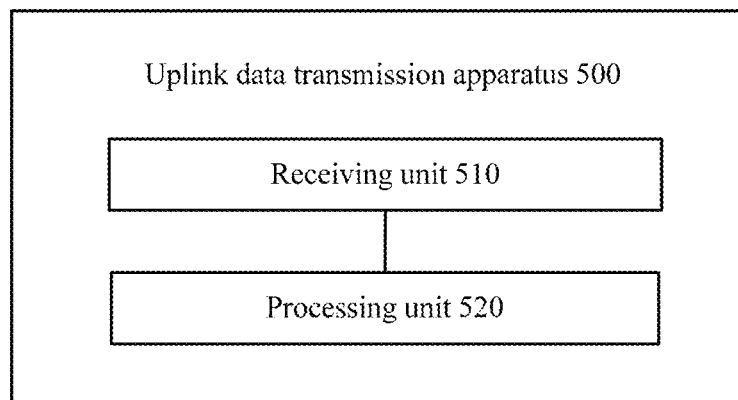 Uplink data transmission apparatus 500
Receiving unit 510
Processing unit 520